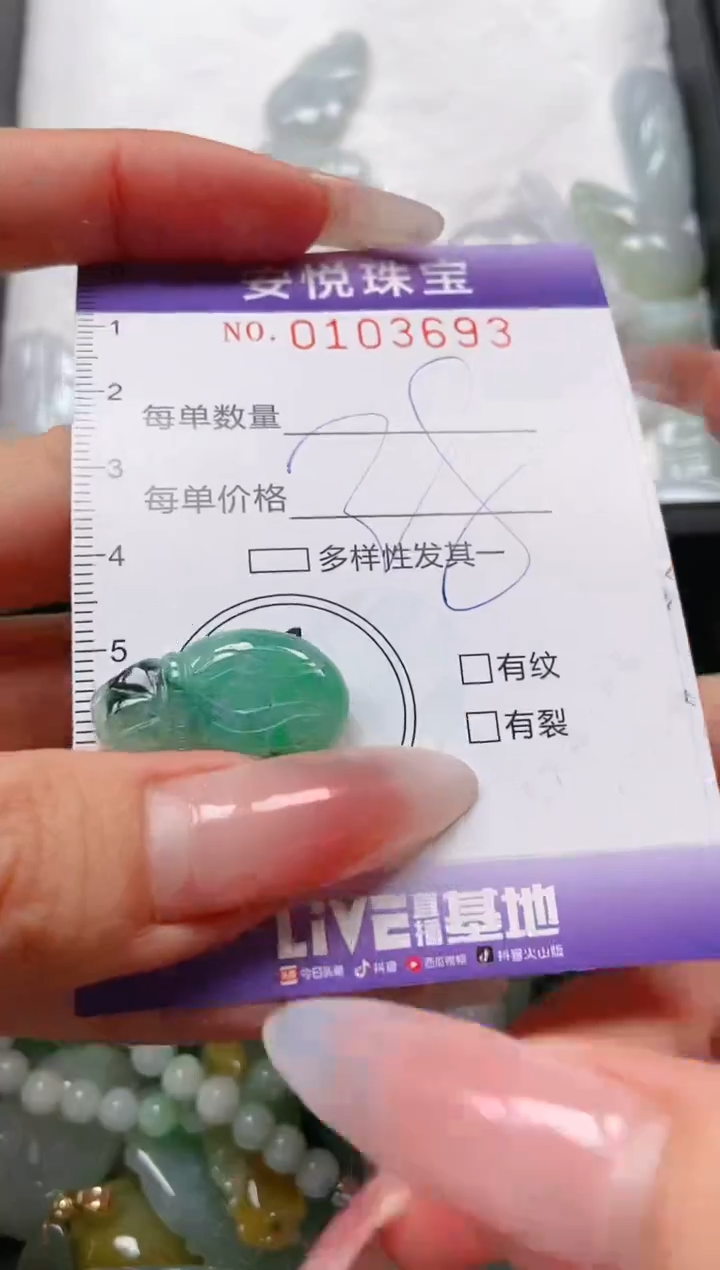 安悦珠宝
NO. 0103693
1
2
每单数量
3
每单价格
4
多样性发其一
5
有纹
有裂
LIVE直播基地
今日头条 抖音 西瓜视频 抖音火山版